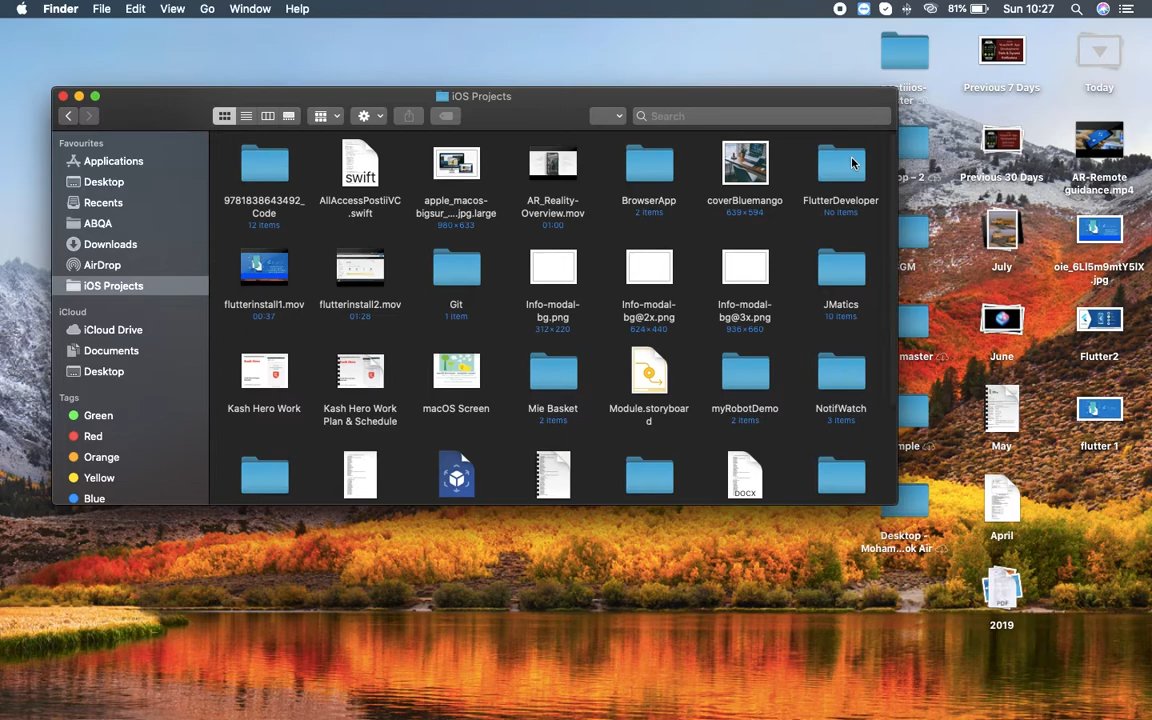 Finder File Edit View Go Window Help 81% Sun 10:27
iOS Projects
Search
Favourites
Applications
Desktop
Recents
ABQA
Downloads
AirDrop
iOS Projects
iCloud
iCloud Drive
Documents
Desktop
Tags
Green
Red
Orange
Yellow
Blue
swift
9781838643492_
Code
12 items
AllAccessPostiiVC
.swift
apple_macos-
bigsur_....jpg.large
980×633
AR_Reality-
Overview.mov
01:00
BrowserApp
2 items
coverBluemango
639×594
FlutterDeveloper
No items
flutterinstall1.mov
00:37
flutterinstall2.mov
01:28
Git
1 item
Info-modal-
bg.png
312×220
Info-modal-
bg@2x.png
624×440
Info-modal-
bg@3x.png
936×660
JMatics
10 items
Kash Hero Work
Kash Hero Work
Plan & Schedule
macOS Screen
Mie Basket
2 items
Module.storyboar
d
myRobotDemo
2 items
NotifWatch
3 items
DOCX
Previous 7 Days
Today
Previous 30 Days
AR-Remote
guidance.mp4
July
oie_6LI5m9mtY5IX
.jpg
June
Flutter2
May
flutter 1
Desktop -
Moham...ok Air
April
PDF
2019